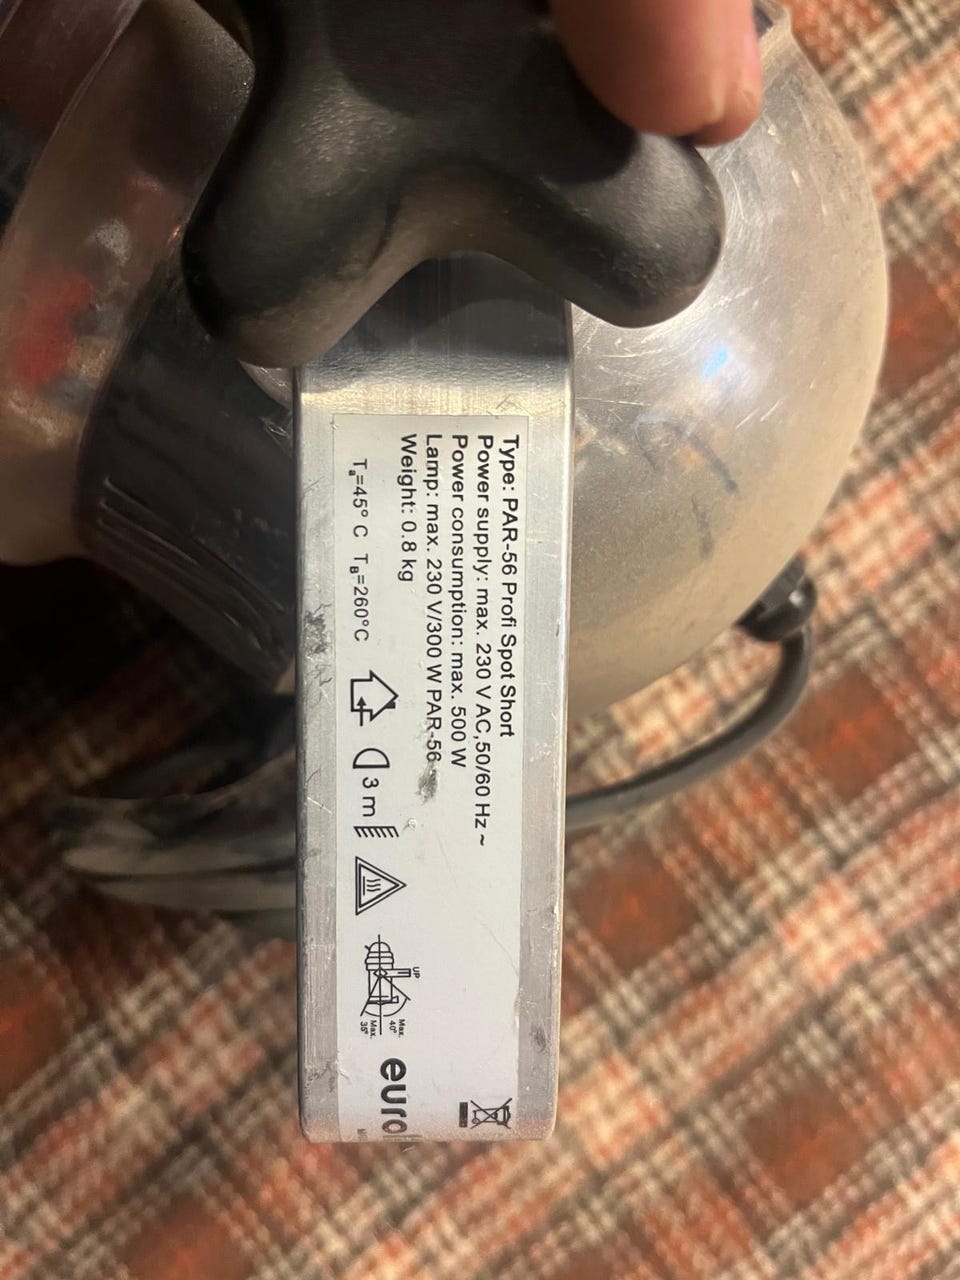 Type: PAR-56 Profi Spot Short
Power supply: max. 230 V AC,50/60 Hz ~
Power consumption: max. 500 W
Lamp: max. 230 V/300 W PAR-56
Weight: 0.8 kg
Ta=45° C TB=260°C
3 m
UP
Max. 40°
Max. 35°